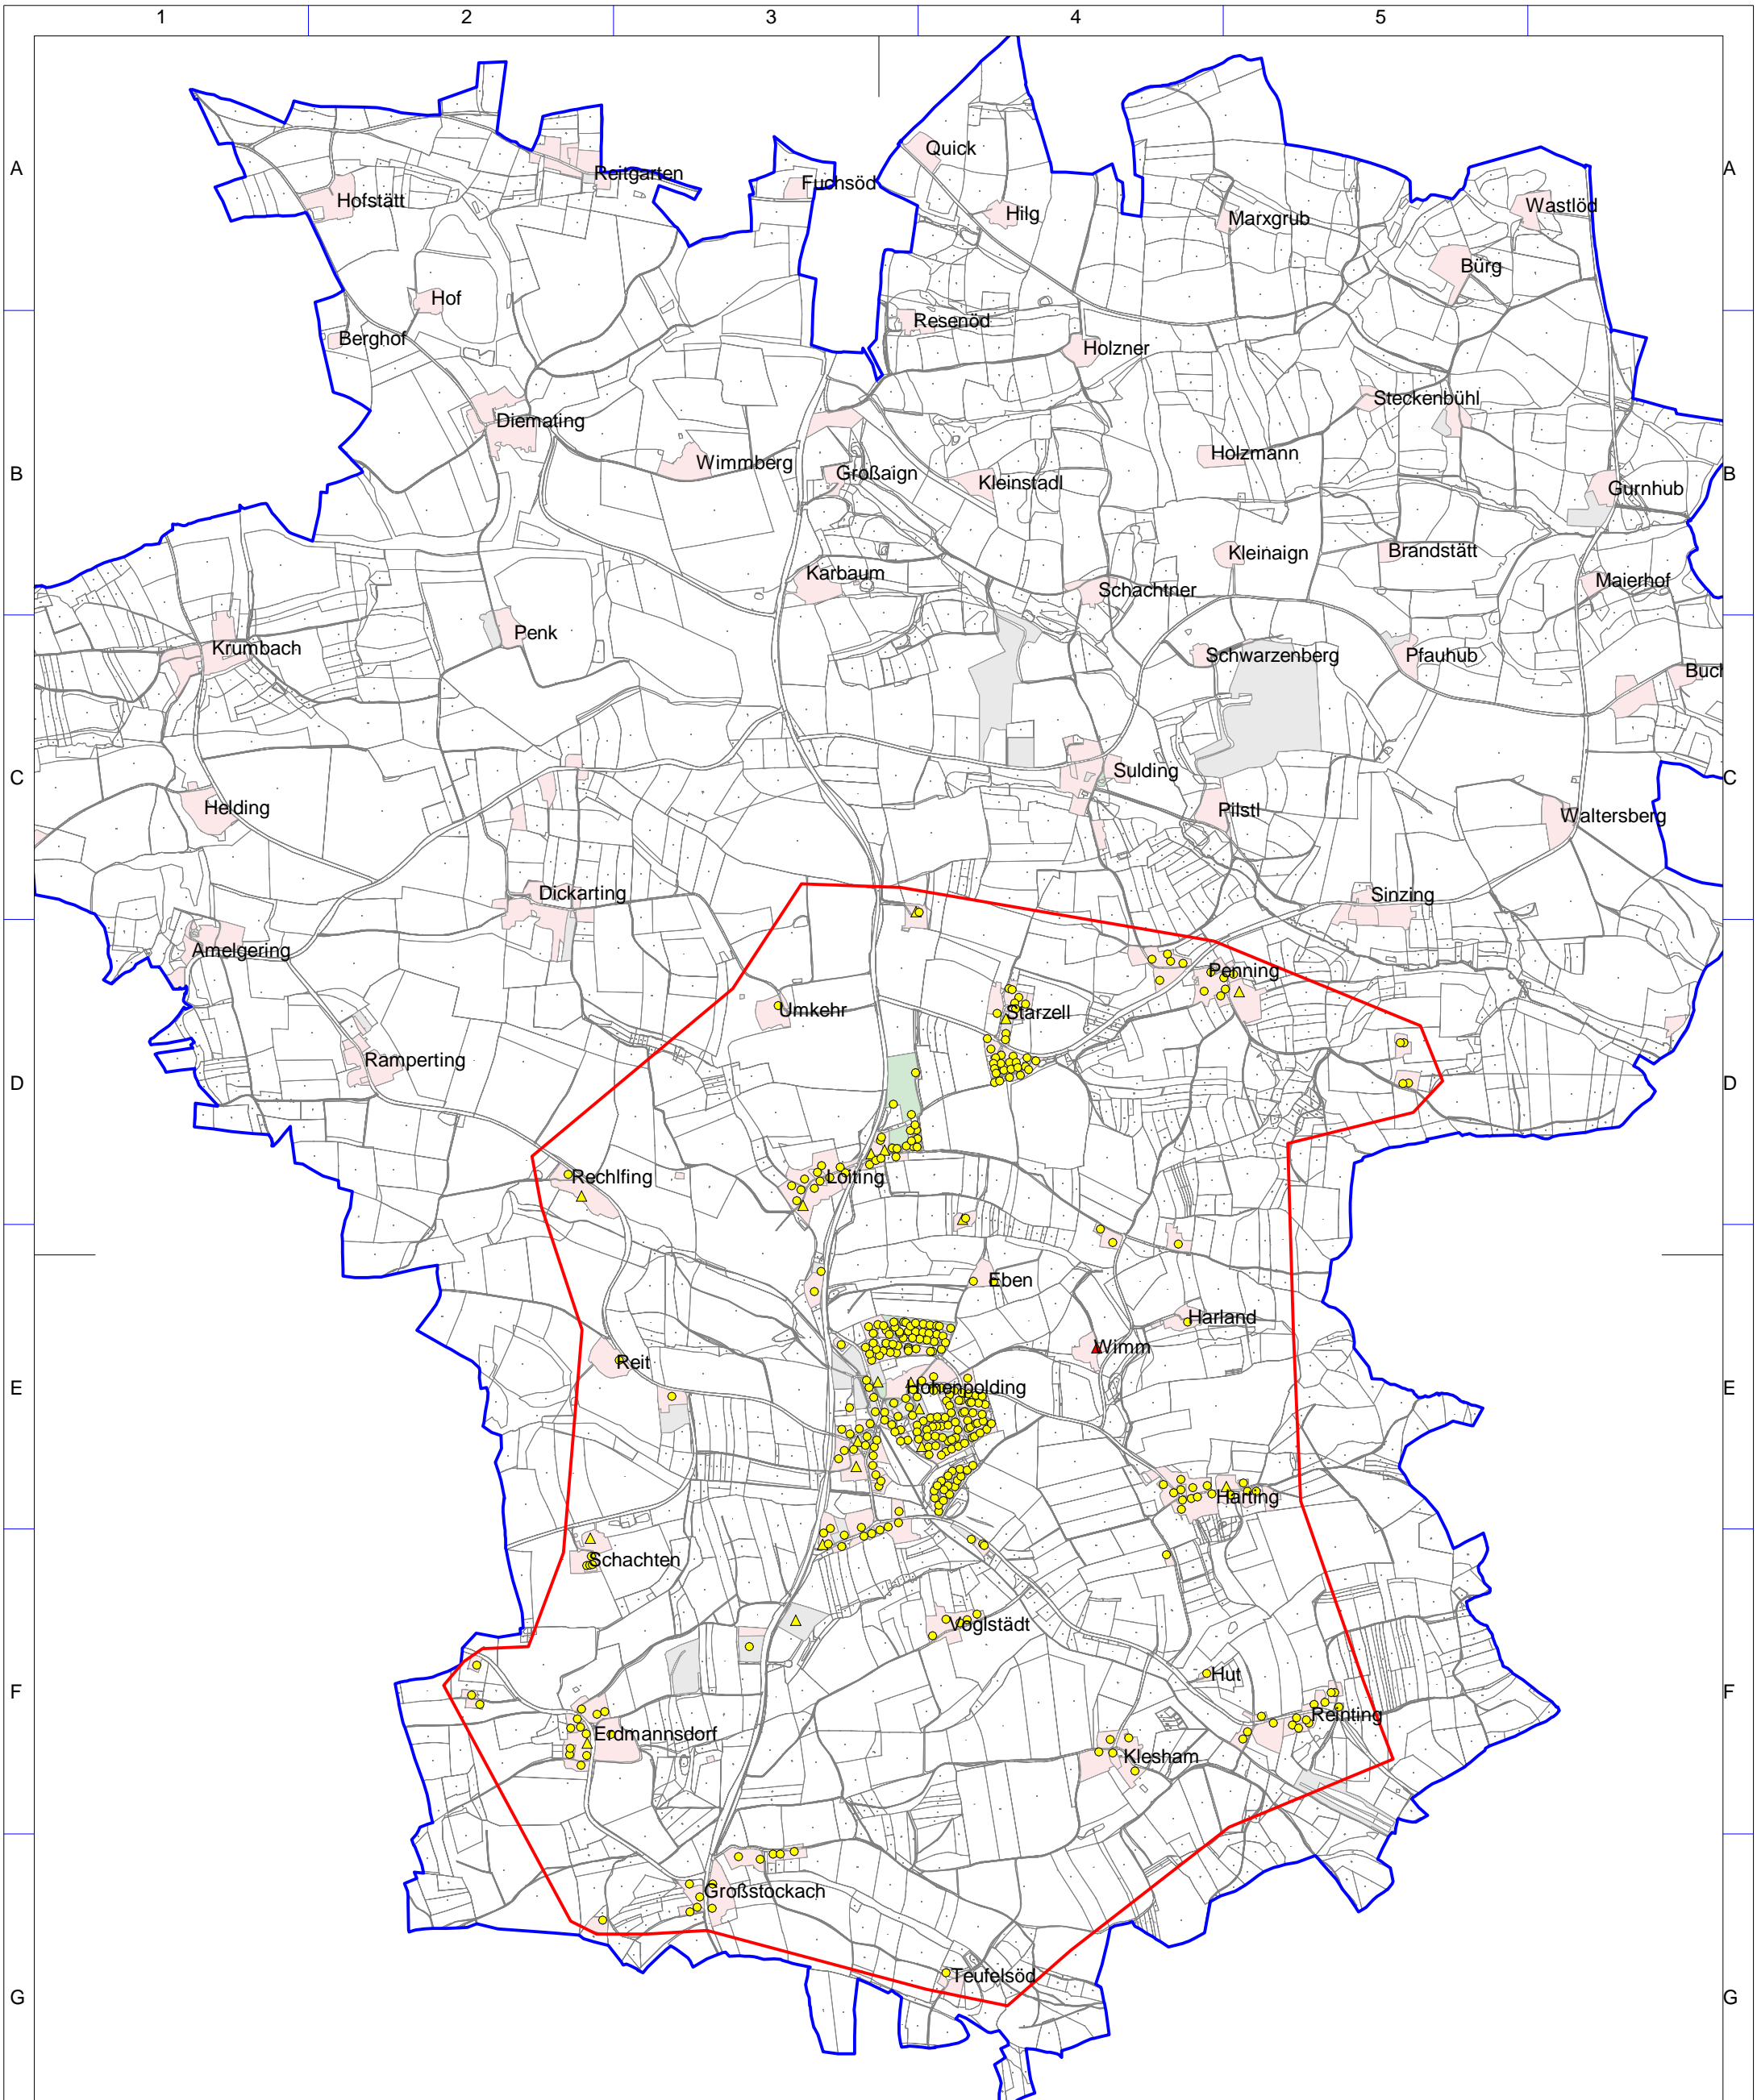 1 2 3 4 5
A A
Quick
Reitgarten
Fuchsöd
Hofstätt
Wastlöd
Hilg
Marxgrub
Bürg
Hof
Resenöd
Berghof
Holzner
Steckenbühl
Diemating
Holzmann
Wimmberg
B B
Großaign
Kleinstadl
Gurnhub
Brandstätt
Kleinaign
Karbaum
Maierhof
Schachtner
Penk
Krumbach
Schwarzenberg
Pfauhub
Buch
Sulding
C C
Helding
Pilstl
Waltersberg
Dickarting
Sinzing
Amelgering
Penning
Umkehr
Starzell
Ramperting
D D
Rechlfing
Loiting
Eben
Harland
Wimm
Reit
Hohenpolding
E E
Harting
Schachten
Voglstädt
Hut
F F
Reinting
Erdmannsdorf
Klesham
Großstockach
Teufelsöd
G G